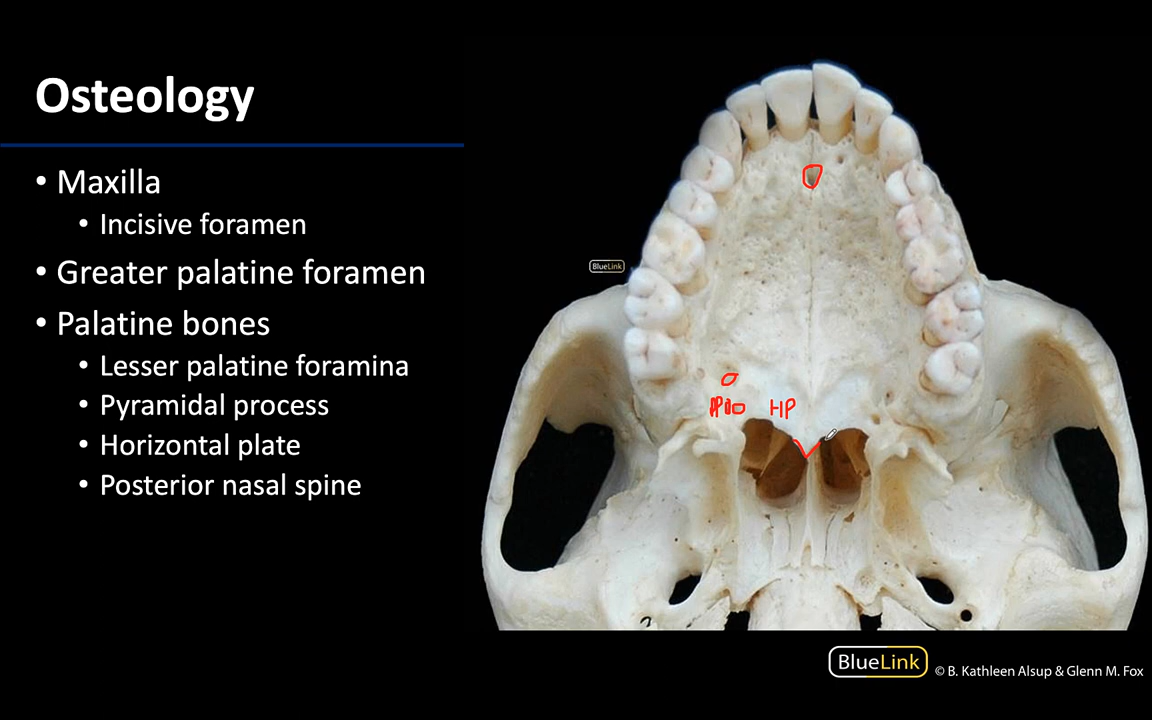 Osteology
• Maxilla
• Incisive foramen
• Greater palatine foramen
• Palatine bones
• Lesser palatine foramina
• Pyramidal process
• Horizontal plate
• Posterior nasal spine
BlueLink
HP
BlueLink
© B. Kathleen Alsup & Glenn M. Fox